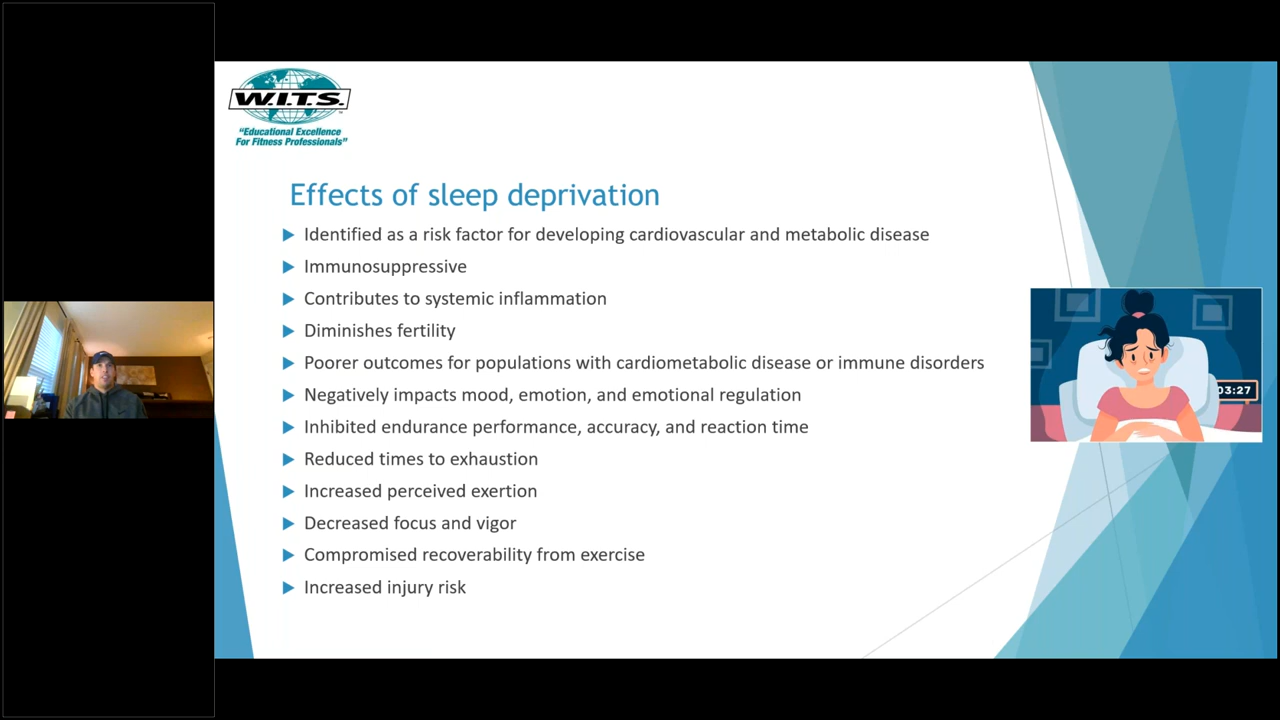 W.I.T.S.
"Educational Excellence
For Fitness Professionals"
Effects of sleep deprivation
Identified as a risk factor for developing cardiovascular and metabolic disease
Immunosuppressive
Contributes to systemic inflammation
Diminishes fertility
Poorer outcomes for populations with cardiometabolic disease or immune disorders
Negatively impacts mood, emotion, and emotional regulation
Inhibited endurance performance, accuracy, and reaction time
Reduced times to exhaustion
Increased perceived exertion
Decreased focus and vigor
Compromised recoverability from exercise
Increased injury risk
03:27